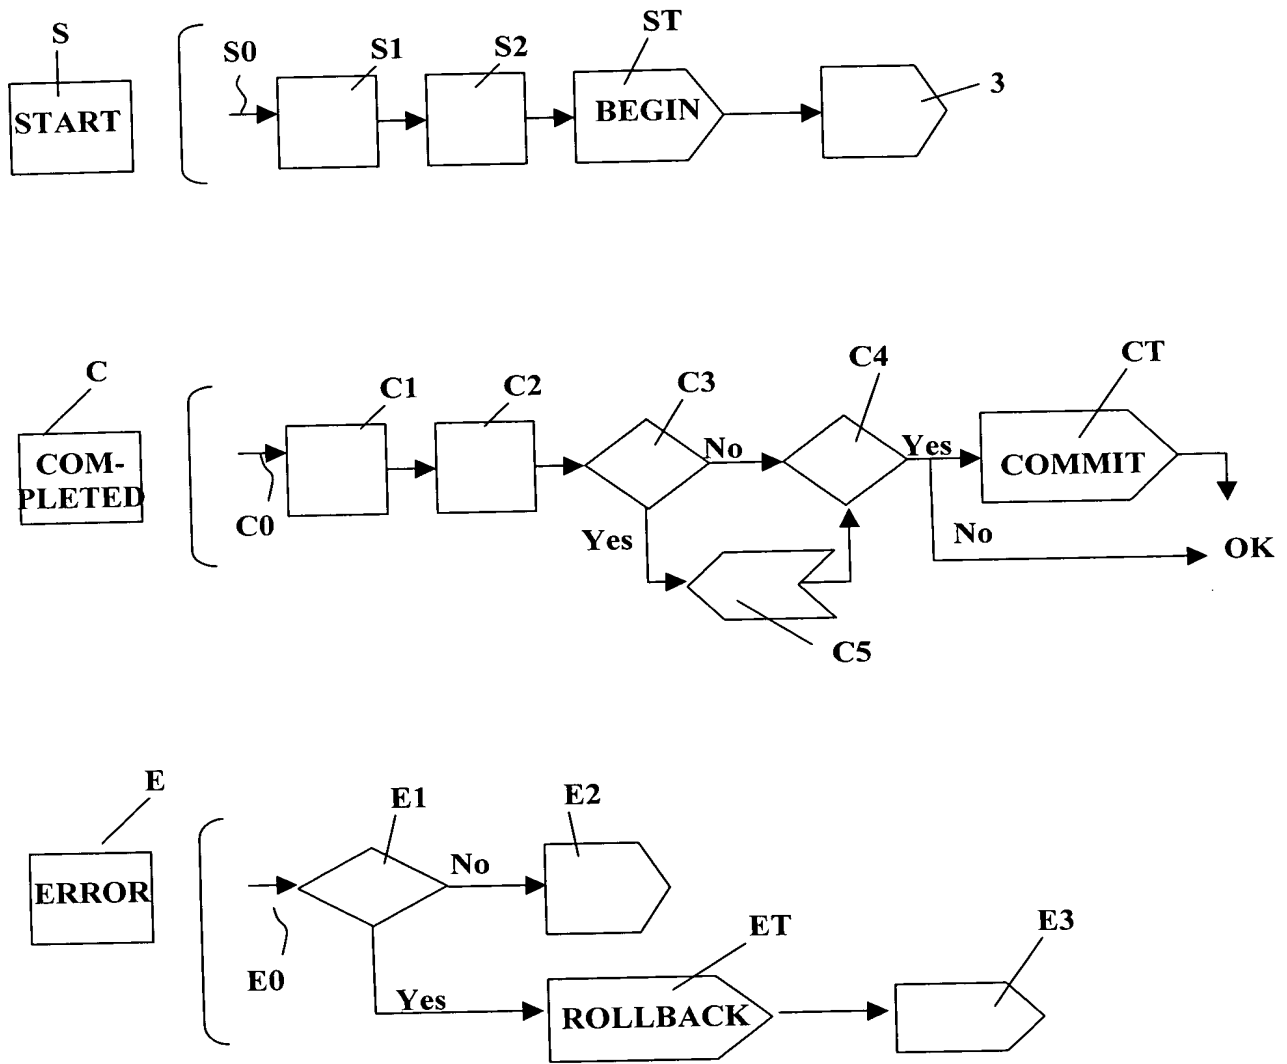 S
START
S0
S1
S2
ST
BEGIN
3
C
COM-
PLETED
C0
C1
C2
C3
No
Yes
C4
Yes
No
C5
CT
COMMIT
OK
E
ERROR
E0
E1
No
Yes
E2
ET
ROLLBACK
E3